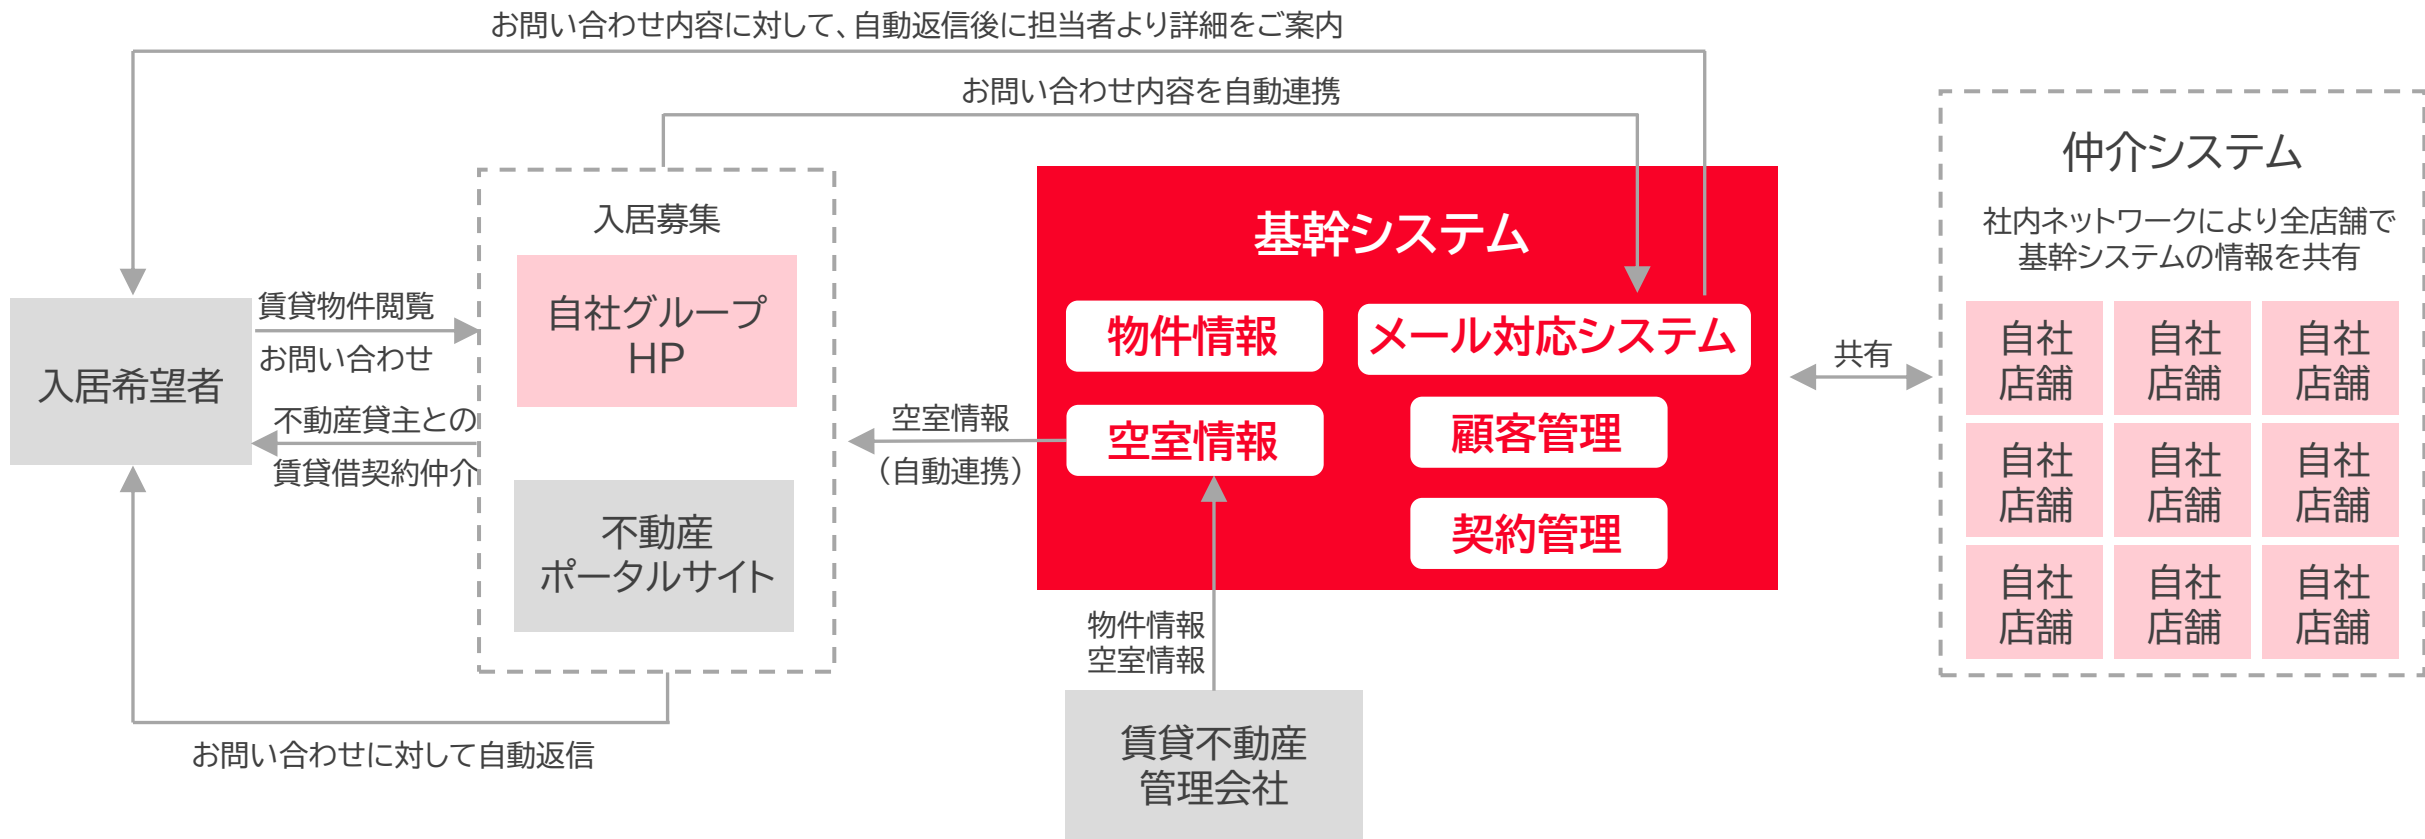 お問い合わせ内容に対して、自動返信後に担当者より詳細をご案内
お問い合わせ内容を自動連携
入居希望者
賃貸物件閲覧
お問い合わせ
不動産貸主との
賃貸借契約仲介
入居募集
自社グループ
HP
不動産
ポータルサイト
お問い合わせに対して自動返信
空室情報
（自動連携）
基幹システム
物件情報
メール対応システム
空室情報
顧客管理
契約管理
物件情報
空室情報
賃貸不動産
管理会社
共有
仲介システム
社内ネットワークにより全店舗で
基幹システムの情報を共有
自社
店舗
自社
店舗
自社
店舗
自社
店舗
自社
店舗
自社
店舗
自社
店舗
自社
店舗
自社
店舗